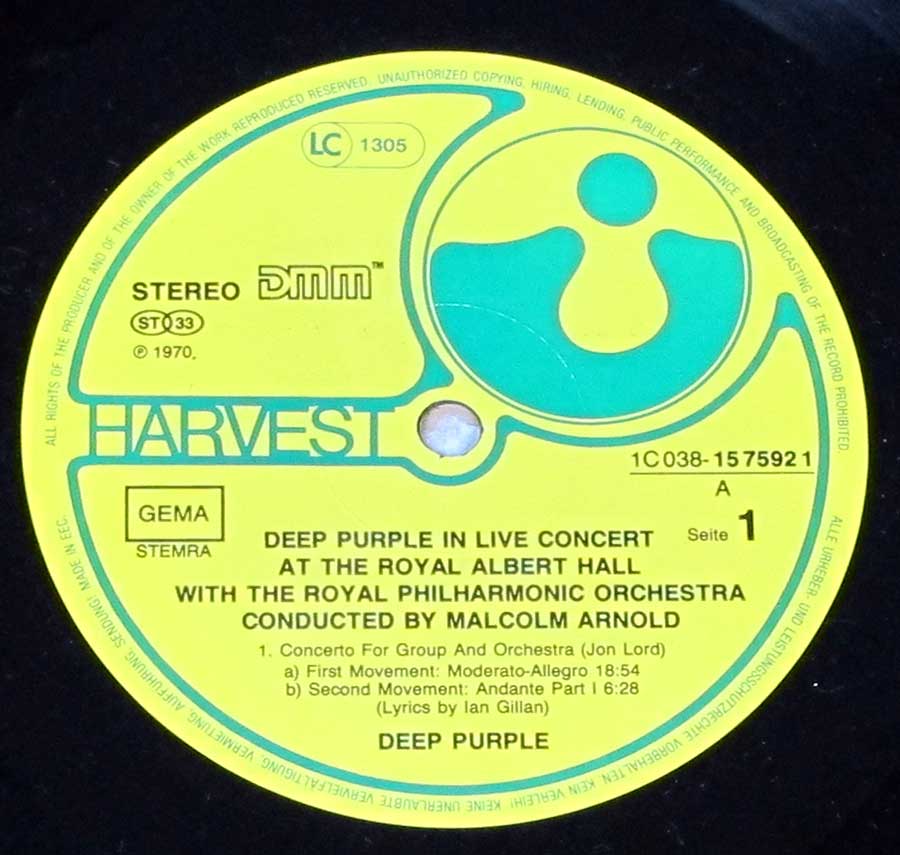 ALL RIGHTS OF THE PRODUCER AND OF THE OWNER OF THE WORK REPRODUCED RESERVED. UNAUTHORIZED COPYING, HIRING, LENDING, PUBLIC PERFORMANCE AND BROADCASTING OF THE RECORD PROHIBITED.
LC 1305
STEREO DMM™
ST 33
℗ 1970.
HARVEST
1C 038-15 7592 1
A
Seite 1
GEMA
STEMRA
DEEP PURPLE IN LIVE CONCERT
AT THE ROYAL ALBERT HALL
WITH THE ROYAL PHILHARMONIC ORCHESTRA
CONDUCTED BY MALCOLM ARNOLD
1. Concerto For Group And Orchestra (Jon Lord)
a) First Movement: Moderato-Allegro 18:54
b) Second Movement: Andante Part I 6:28
(Lyrics by Ian Gillan)
DEEP PURPLE
ALLE URHEBER- UND LEISTUNGSSCHUTZRECHTE VORBEHALTEN. KEIN VERLEIH! KEINE UNERLAUBTE VERVIELFÄLTIGUNG, VERMIETUNG, AUFFÜHRUNG, SENDUNG! MADE IN EEC.